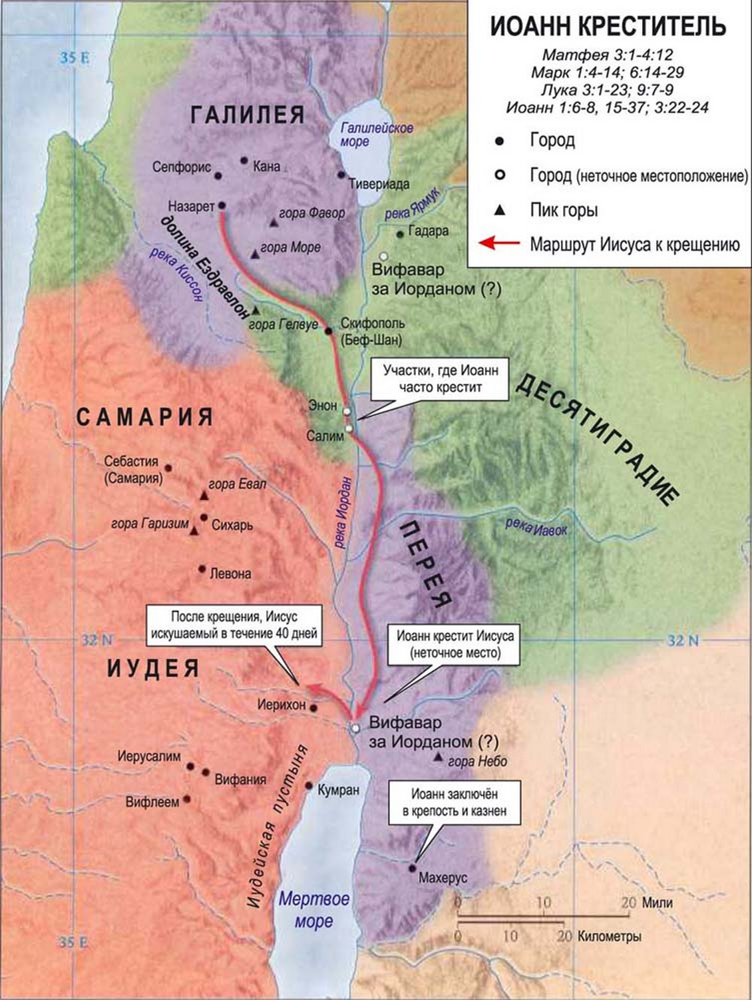 ИОАНН КРЕСТИТЕЛЬ
Матфея 3:1-4:12
Марк 1:4-14; 6:14-29
Лука 3:1-23; 9:7-9
Иоанн 1:6-8, 15-37; 3:22-24
Город
Город (неточное местоположение)
Пик горы
Маршрут Иисуса к крещению
35 E
ГАЛИЛЕЯ
Галилейское
море
Сепфорис
Кана
Тивериада
Назарет
гора Фавор
река Ярмук
Гадара
долина Ездраелон
гора Море
река Киссон
Вифавар
за Иорданом (?)
гора Гелвуе
Скифополь
(Беф-Шан)
Участки, где Иоанн
часто крестит
ДЕСЯТИГРАДИЕ
Энон
САМАРИЯ
Салим
Себастия
(Самария)
гора Евал
река Иордан
гора Гаризим
Сихарь
река Иавок
ПЕРЕЯ
Левона
После крещения, Иисус
искушаемый в течение 40 дней
Иоанн крестит Иисуса
(неточное место)
32 N
32 N
ИУДЕЯ
Иерихон
Вифавар
за Иорданом (?)
гора Небо
Иерусалим
Вифания
Иудейская пустыня
Кумран
Вифлеем
Иоанн заключён
в крепость и казнен
Махерус
Мертвое
море
0 10 20 Мили
0 10 20 Километры
35 E